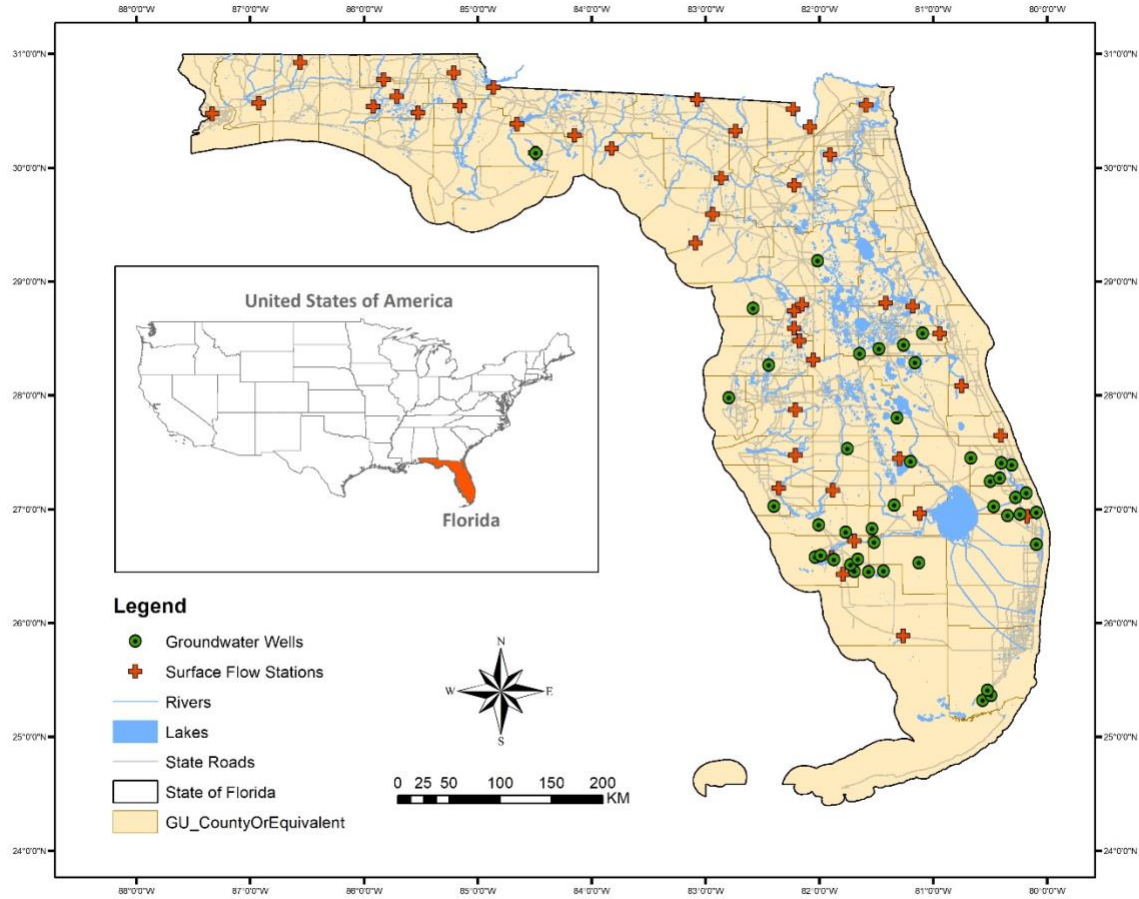 88°0'0"W 87°0'0"W 86°0'0"W 85°0'0"W 84°0'0"W 83°0'0"W 82°0'0"W 81°0'0"W 80°0'0"W
31°0'0"N 31°0'0"N
30°0'0"N 30°0'0"N
29°0'0"N 29°0'0"N
United States of America
28°0'0"N 28°0'0"N
Florida
27°0'0"N 27°0'0"N
Legend
Groundwater Wells
26°0'0"N 26°0'0"N
Surface Flow Stations
N
W E
S
Rivers
Lakes
25°0'0"N 25°0'0"N
State Roads
0 25 50 100 150 200
KM
State of Florida
GU_CountyOrEquivalent
24°0'0"N 24°0'0"N
88°0'0"W 87°0'0"W 86°0'0"W 85°0'0"W 84°0'0"W 83°0'0"W 82°0'0"W 81°0'0"W 80°0'0"W